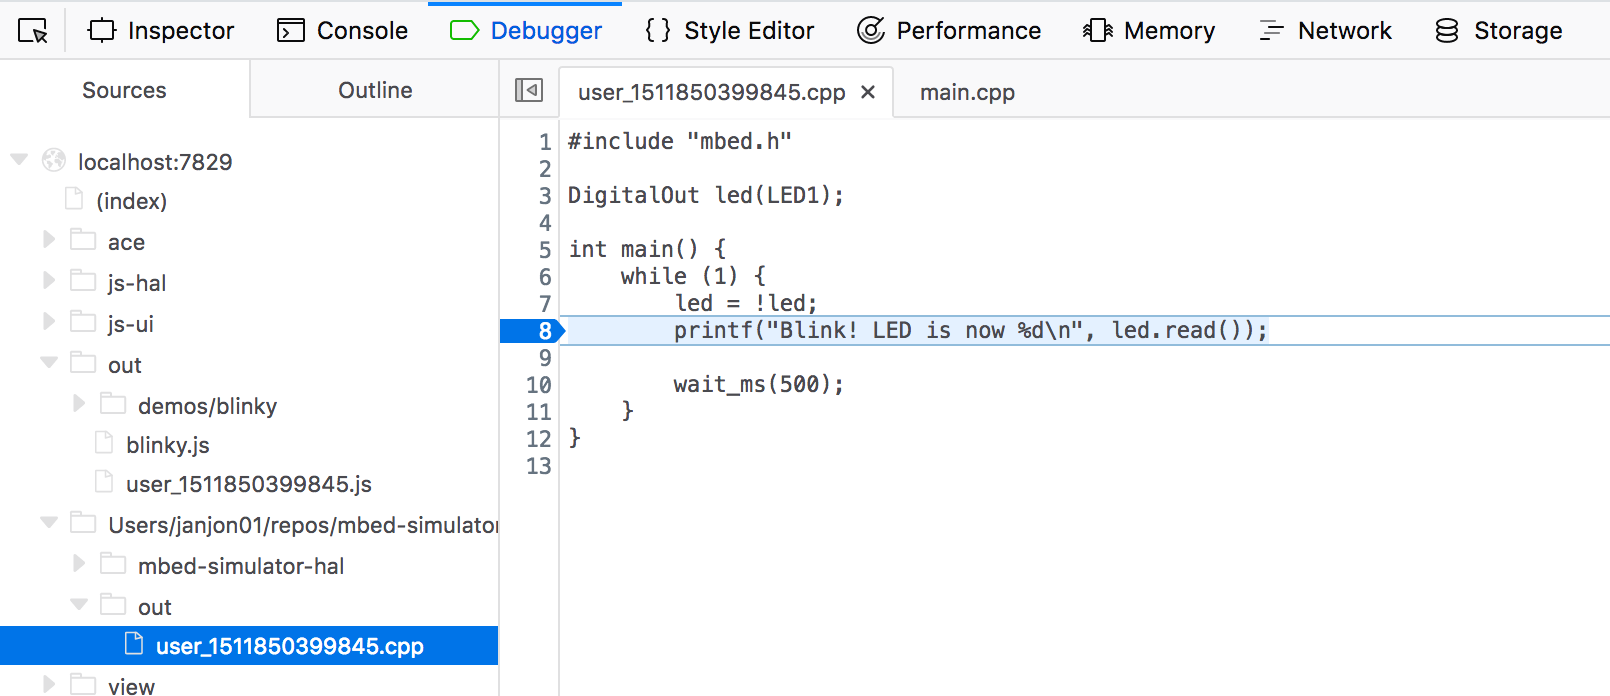 Inspector Console Debugger Style Editor Performance Memory Network Storage
Sources Outline user_1511850399845.cpp main.cpp
localhost:7829
(index)
ace
js-hal
js-ui
out
demos/blinky
blinky.js
user_1511850399845.js
Users/janjon01/repos/mbed-simulator
mbed-simulator-hal
out
user_1511850399845.cpp
view
1 #include "mbed.h"
2
3 DigitalOut led(LED1);
4
5 int main() {
6 while (1) {
7 led = !led;
8 printf("Blink! LED is now %d\n", led.read());
9
10 wait_ms(500);
11 }
12 }
13